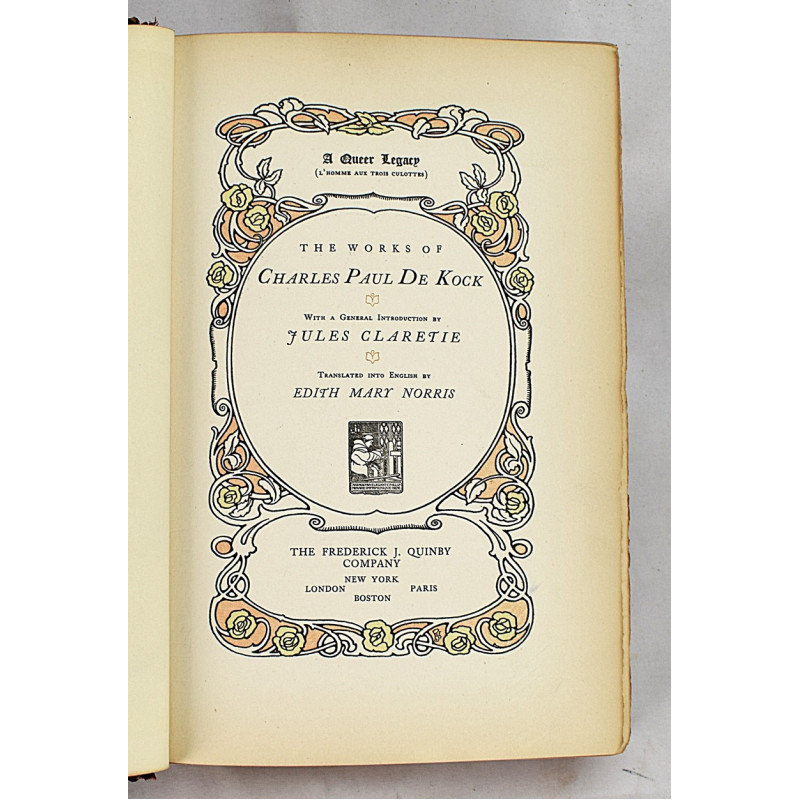 A Queer Legacy
(L'HOMME AUX TROIS CULOTTES)
THE WORKS OF
CHARLES PAUL DE KOCK
WITH A GENERAL INTRODUCTION BY
JULES CLARETIE
TRANSLATED INTO ENGLISH BY
EDITH MARY NORRIS
THE FREDERICK J. QUINBY
COMPANY
NEW YORK
LONDON PARIS
BOSTON